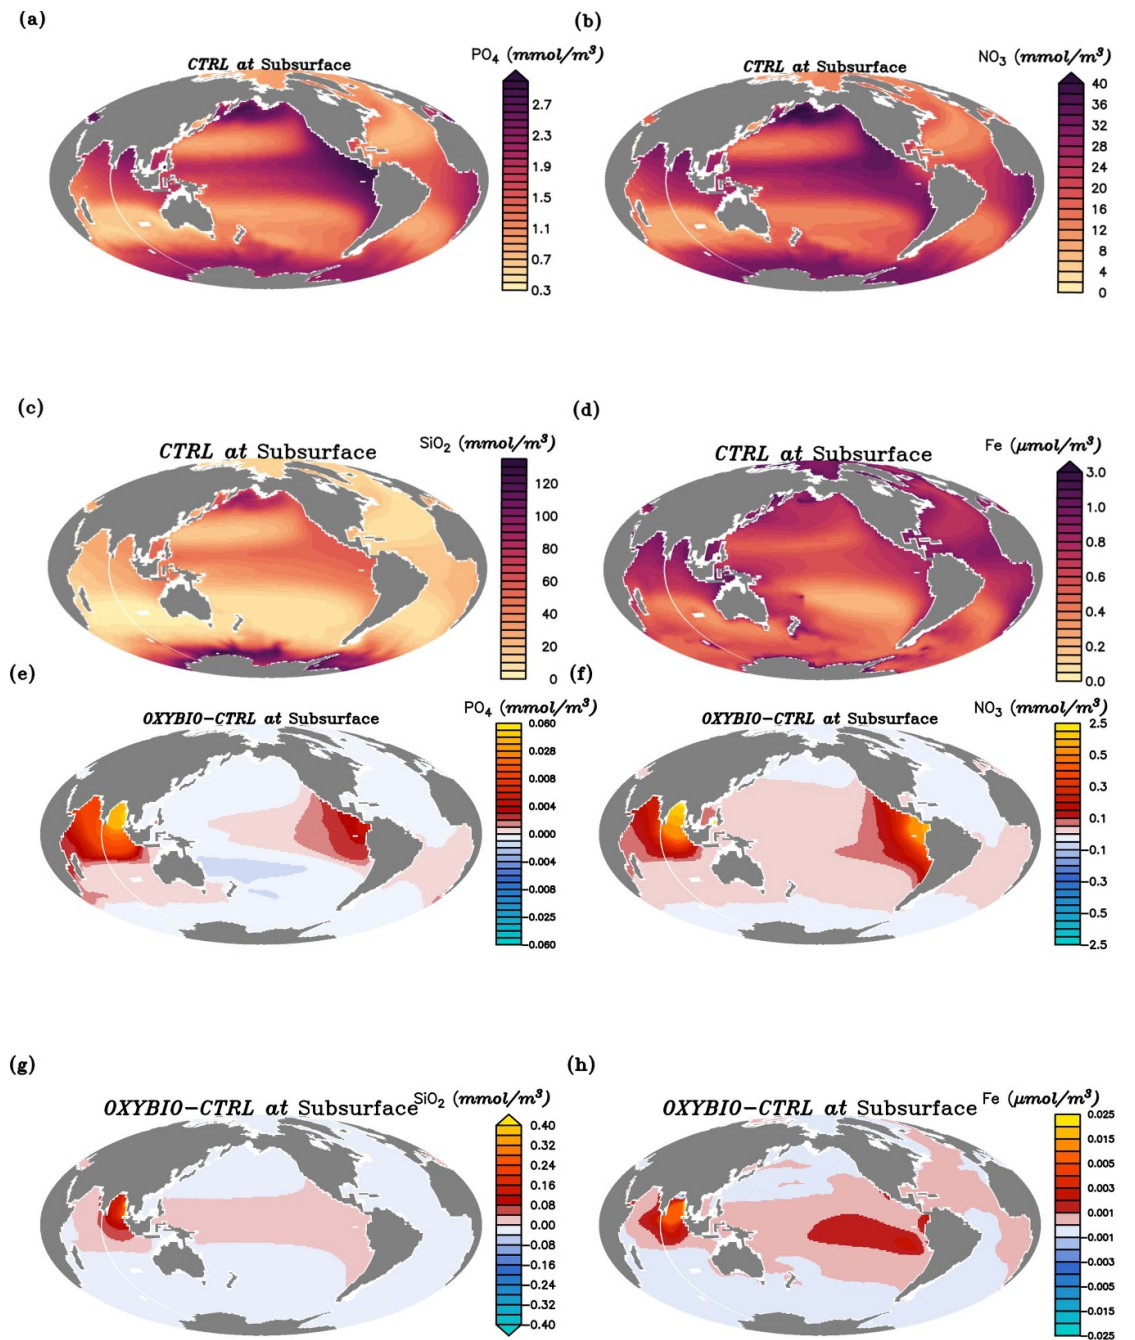 (a)
(b)
CTRL at Subsurface
PO₄ (mmol/m³)
2.7
2.3
1.9
1.5
1.1
0.7
0.3
CTRL at Subsurface
NO₃ (mmol/m³)
40
36
32
28
24
20
16
12
8
4
0
(c)
(d)
CTRL at Subsurface
SiO₂ (mmol/m³)
120
100
80
60
40
20
0
CTRL at Subsurface
Fe (μmol/m³)
3.0
1.0
0.8
0.6
0.4
0.2
0.0
(e)
(f)
OXYBIO-CTRL at Subsurface
PO₄ (mmol/m³)
0.060
0.028
0.008
0.004
0.000
-0.004
-0.008
-0.025
-0.060
OXYBIO-CTRL at Subsurface
NO₃ (mmol/m³)
2.5
0.5
0.3
0.1
-0.1
-0.3
-0.5
-2.5
(g)
(h)
OXYBIO-CTRL at Subsurface
SiO₂ (mmol/m³)
0.40
0.32
0.24
0.16
0.08
0.00
-0.08
-0.16
-0.24
-0.32
-0.40
OXYBIO-CTRL at Subsurface
Fe (μmol/m³)
0.025
0.015
0.005
0.003
0.001
-0.001
-0.003
-0.005
-0.015
-0.025